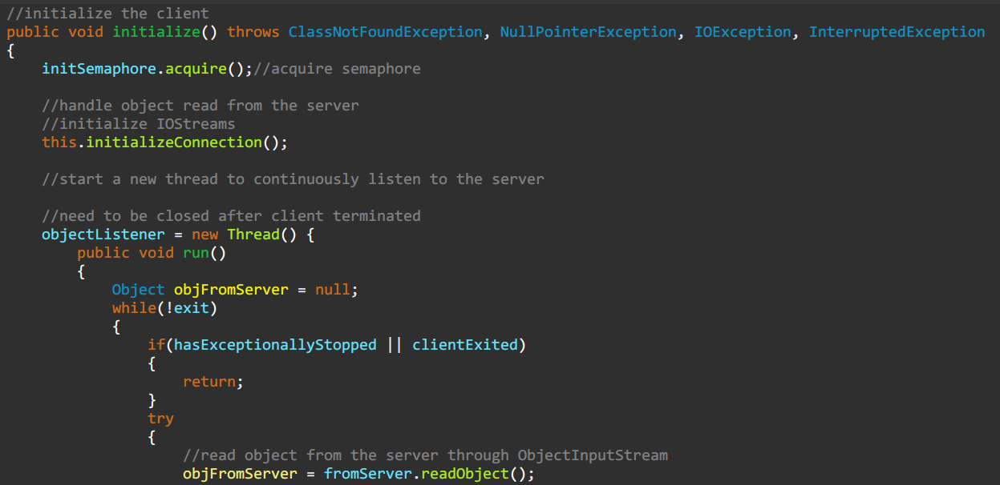 //initialize the client
public void initialize() throws ClassNotFoundException, NullPointerException, IOException, InterruptedException
{
    initSemaphore.acquire();//acquire semaphore

    //handle object read from the server
    //initialize IOStreams
    this.initializeConnection();

    //start a new thread to continuously listen to the server

    //need to be closed after client terminated
    objectListener = new Thread() {
        public void run()
        {
            Object objFromServer = null;
            while(!exit)
            {
                if(hasExceptionallyStopped || clientExited)
                {
                    return;
                }
                try
                {
                    //read object from the server through ObjectInputStream
                    objFromServer = fromServer.readObject();